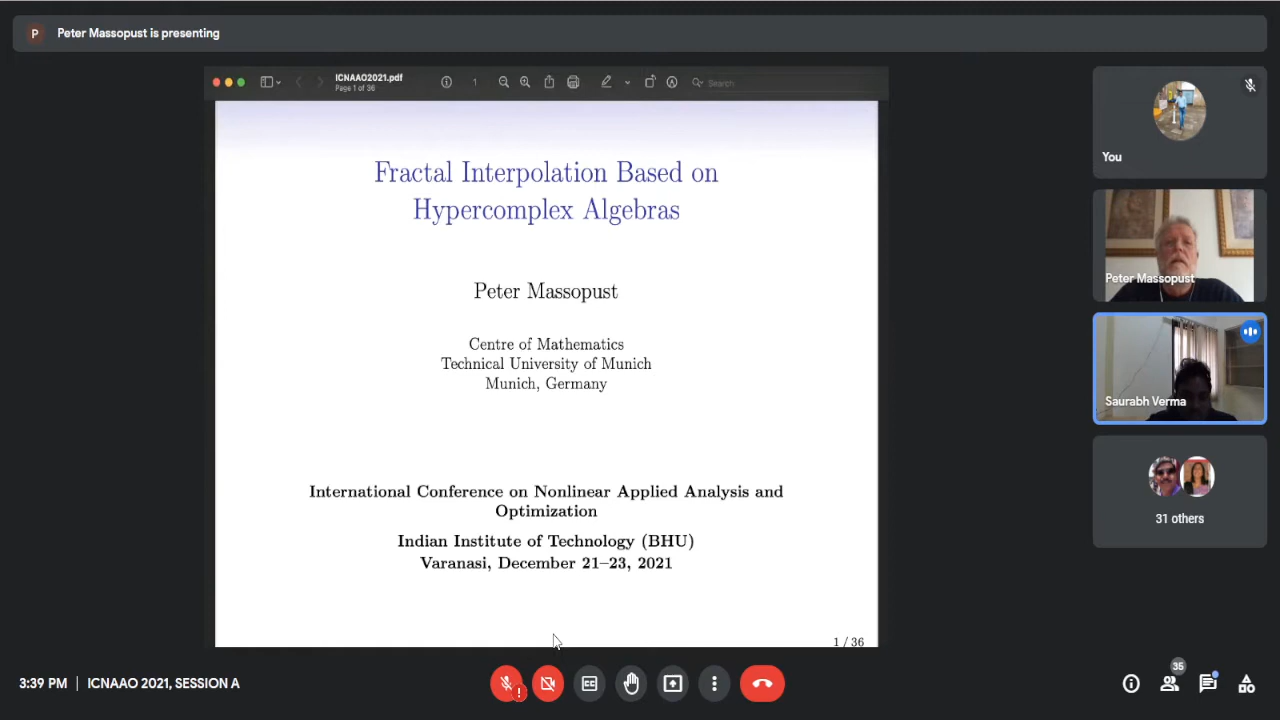 P Peter Massopust is presenting
ICNAAO2021.pdf
Page 1 of 36
1
Search
Fractal Interpolation Based on
Hypercomplex Algebras
Peter Massopust
Centre of Mathematics
Technical University of Munich
Munich, Germany
International Conference on Nonlinear Applied Analysis and
Optimization
Indian Institute of Technology (BHU)
Varanasi, December 21–23, 2021
1 / 36
You
Peter Massopust
Saurabh Verma
31 others
3:39 PM | ICNAAO 2021, SESSION A
CC
35